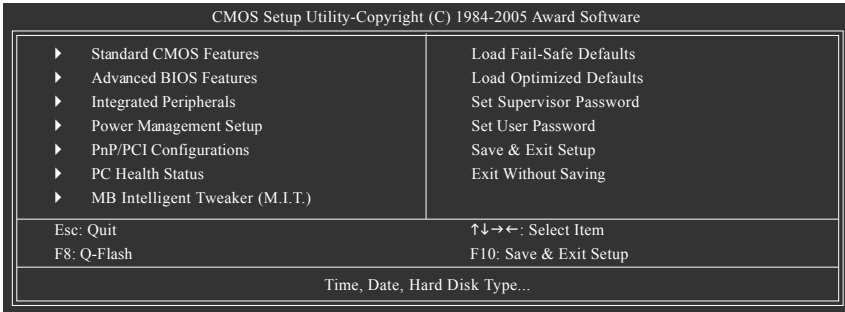 CMOS Setup Utility-Copyright (C) 1984-2005 Award Software
Standard CMOS Features
Advanced BIOS Features
Integrated Peripherals
Power Management Setup
PnP/PCI Configurations
PC Health Status
MB Intelligent Tweaker (M.I.T.)
Load Fail-Safe Defaults
Load Optimized Defaults
Set Supervisor Password
Set User Password
Save & Exit Setup
Exit Without Saving
Esc: Quit
↑↓→←: Select Item
F8: Q-Flash
F10: Save & Exit Setup
Time, Date, Hard Disk Type...